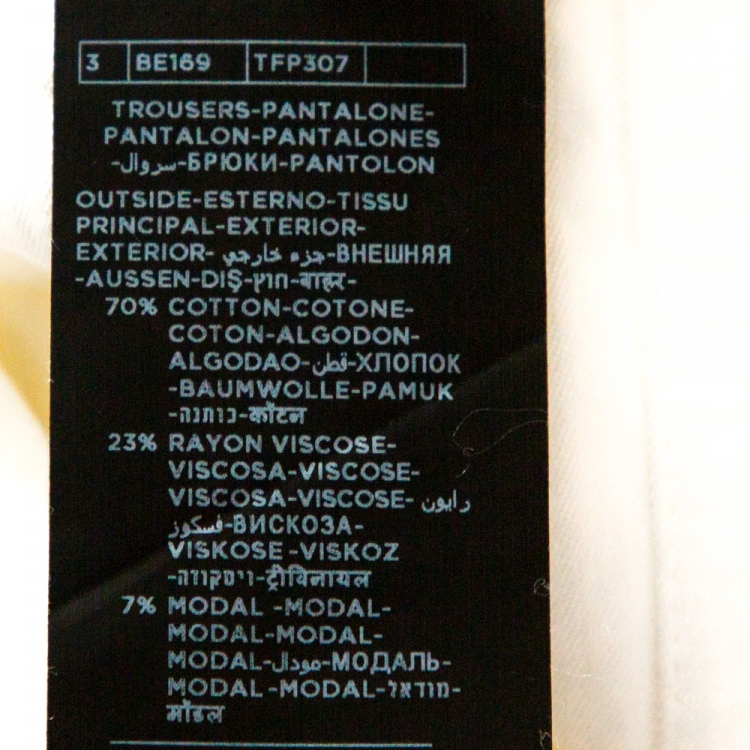 3 BE169 TFP307
TROUSERS-PANTALONE-
PANTALON-PANTALONES
-سروال-БРЮКИ-PANTOLON
OUTSIDE-ESTERNO-TISSU
PRINCIPAL-EXTERIOR-
EXTERIOR- جزء خارجي-ВНЕШНЯЯ
-AUSSEN-DIŞ-חוץ-बाहर-
70% COTTON-COTONE-
COTON-ALGODON-
ALGODAO-قطن-ХЛОПОК
-BAUMWOLLE-PAMUK
-כותנה-कॉटन
23% RAYON VISCOSE-
VISCOSA-VISCOSE-
VISCOSA-VISCOSE- رايون
فسكوز-ВИСКОЗА-
VISKOSE-VISKOZ
-ויסקוזה-ट्रीविनायल
7% MODAL -MODAL-
MODAL-MODAL-
MODAL-مودال-МОДАЛЬ-
MODAL-MODAL-מודאל-
मॉडल